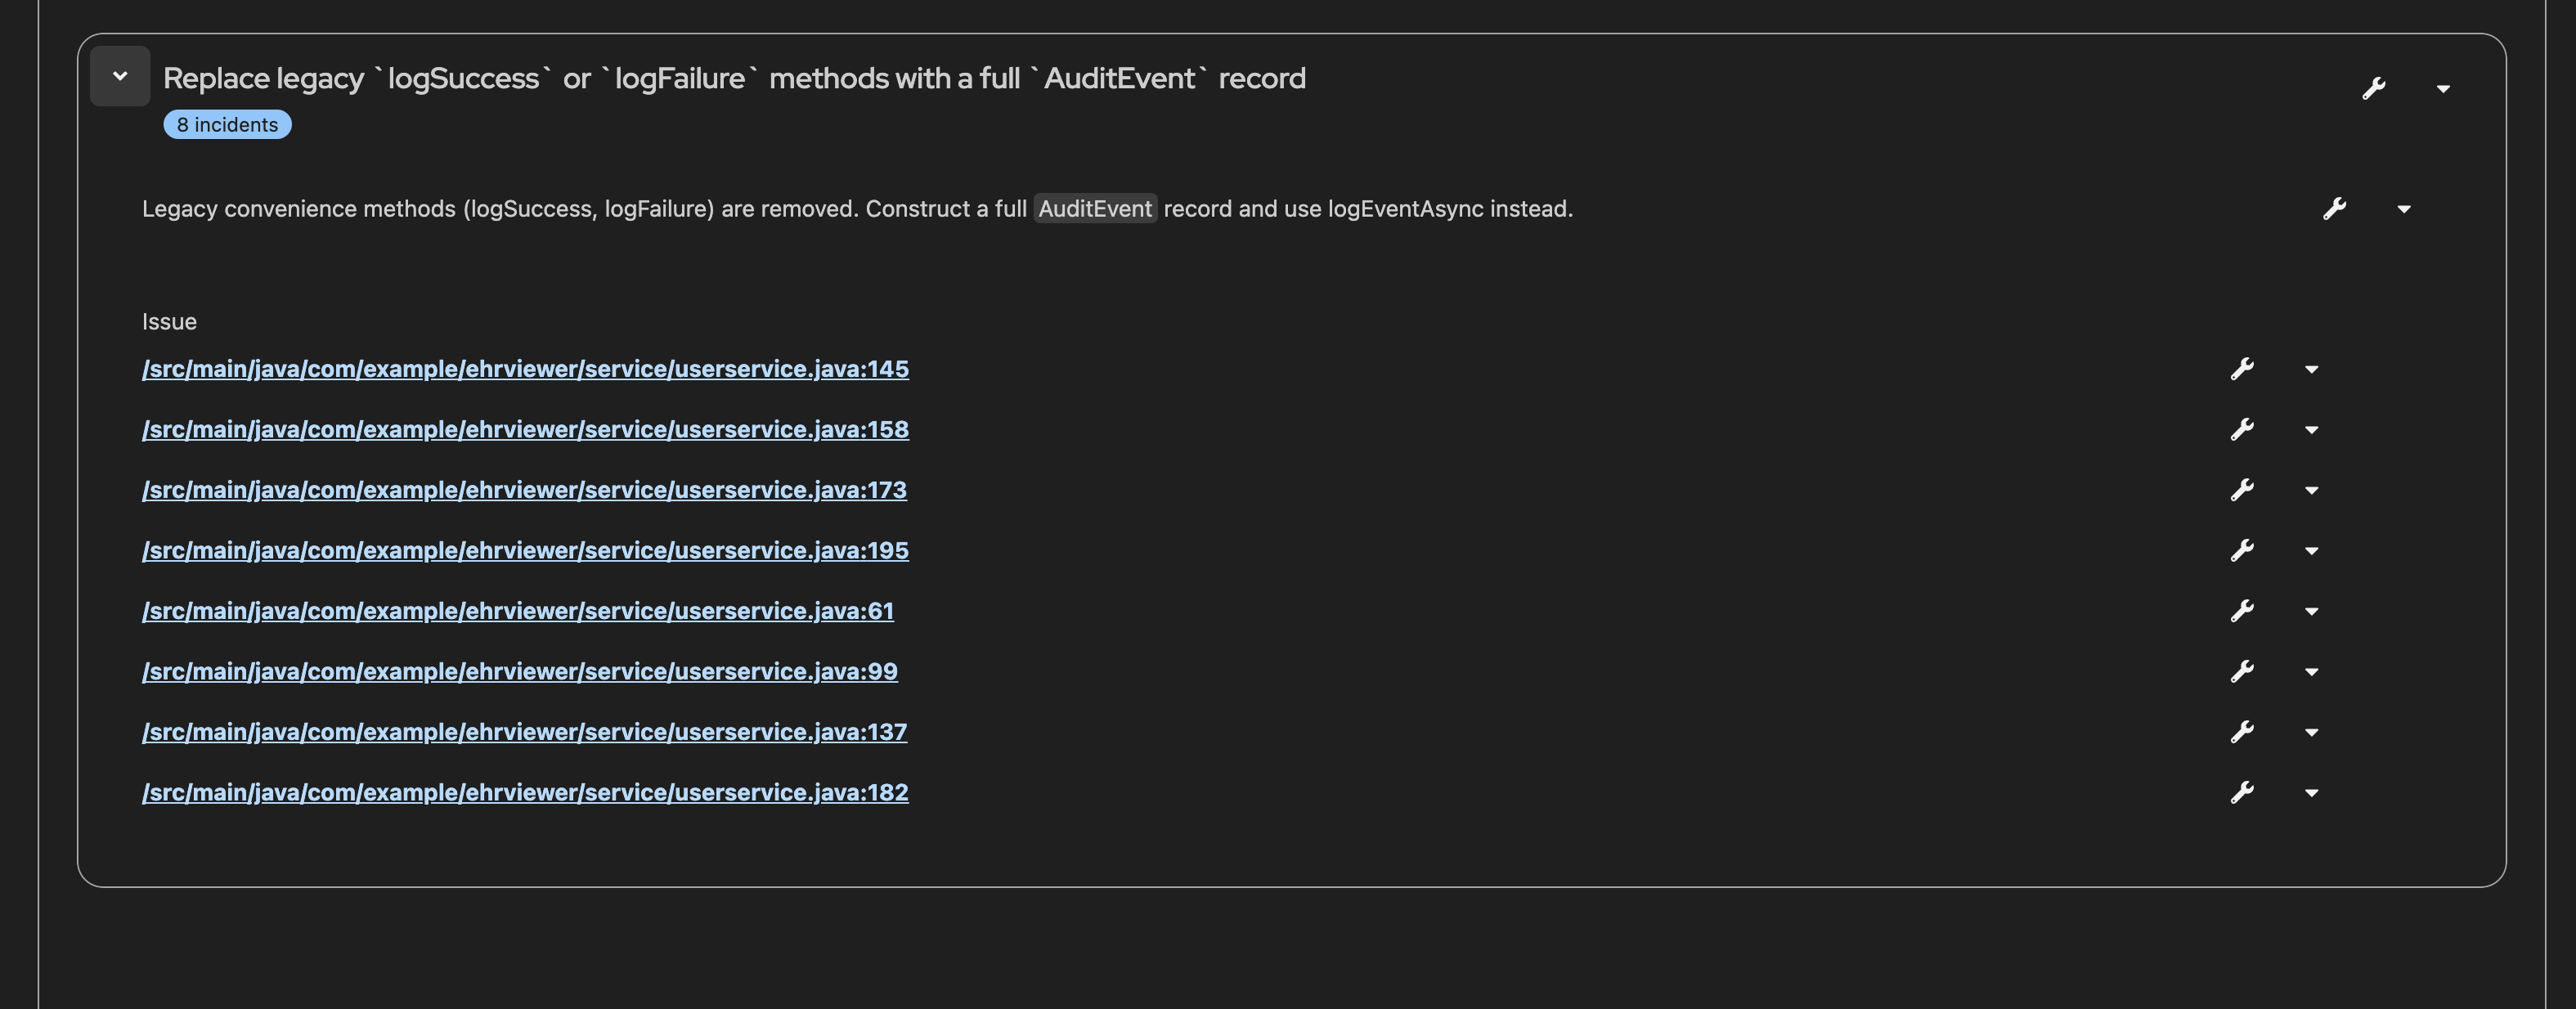 Replace legacy `logSuccess` or `logFailure` methods with a full `AuditEvent` record
8 incidents
Legacy convenience methods (logSuccess, logFailure) are removed. Construct a full AuditEvent record and use logEventAsync instead.
Issue
/src/main/java/com/example/ehrviewer/service/userservice.java:145
/src/main/java/com/example/ehrviewer/service/userservice.java:158
/src/main/java/com/example/ehrviewer/service/userservice.java:173
/src/main/java/com/example/ehrviewer/service/userservice.java:195
/src/main/java/com/example/ehrviewer/service/userservice.java:61
/src/main/java/com/example/ehrviewer/service/userservice.java:99
/src/main/java/com/example/ehrviewer/service/userservice.java:137
/src/main/java/com/example/ehrviewer/service/userservice.java:182